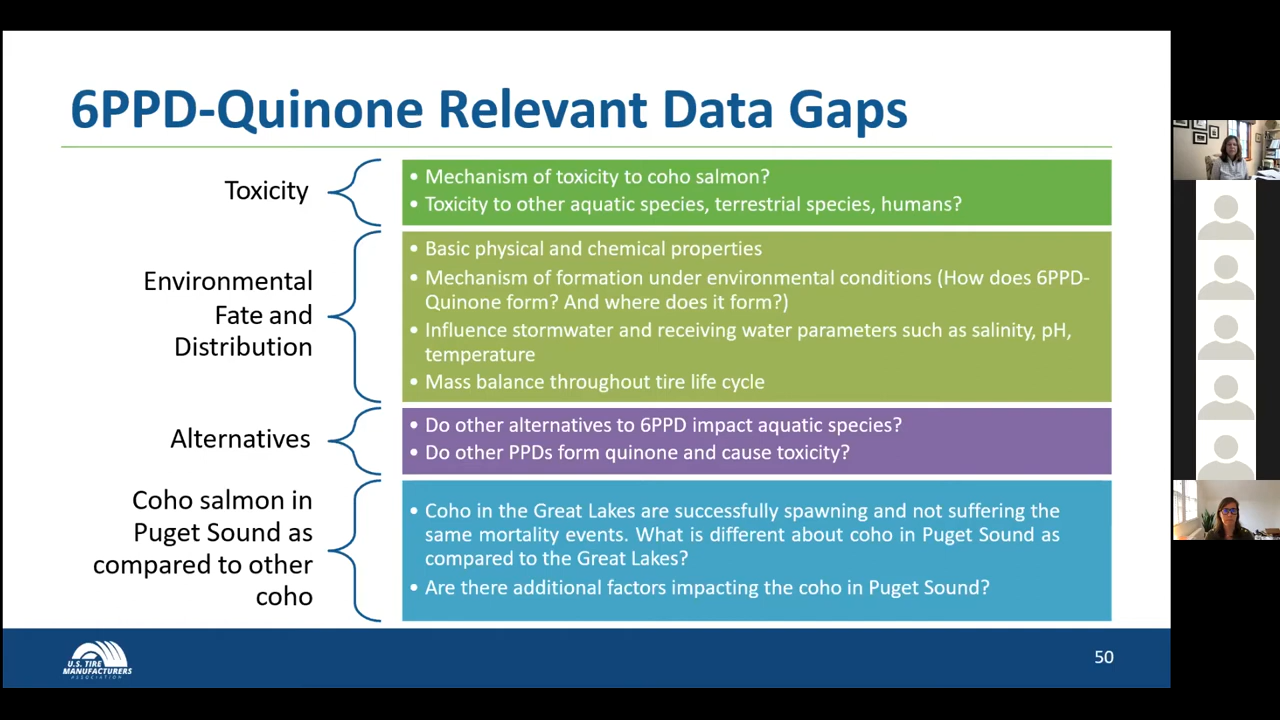 6PPD-Quinone Relevant Data Gaps
Toxicity
• Mechanism of toxicity to coho salmon?
• Toxicity to other aquatic species, terrestrial species, humans?
Environmental
Fate and
Distribution
• Basic physical and chemical properties
• Mechanism of formation under environmental conditions (How does 6PPD-
Quinone form? And where does it form?)
• Influence stormwater and receiving water parameters such as salinity, pH,
temperature
• Mass balance throughout tire life cycle
Alternatives
• Do other alternatives to 6PPD impact aquatic species?
• Do other PPDs form quinone and cause toxicity?
Coho salmon in
Puget Sound as
compared to other
coho
• Coho in the Great Lakes are successfully spawning and not suffering the
same mortality events. What is different about coho in Puget Sound as
compared to the Great Lakes?
• Are there additional factors impacting the coho in Puget Sound?
U.S. TIRE
MANUFACTURERS
ASSOCIATION
50